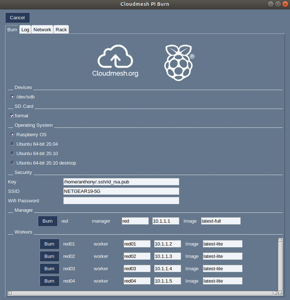 Cloudmesh Pi Burn
Cancel
Burn Log Network Rack
Cloudmesh.org
Devices
/dev/sdb
SD Card
format
Operating System
Raspberry OS
Ubuntu 64-bit 20.04
Ubuntu 64-bit 20.10
Ubuntu 64-bit 20.10 desktop
Security
Key /home/anthony/.ssh/id_rsa.pub
SSID NETGEAR19-5G
Wifi Password:
Manager
Burn red manager red 10.1.1.1 Image latest-full
Workers
Burn red01 worker red01 10.1.1.2 Image latest-lite
Burn red02 worker red02 10.1.1.3 Image latest-lite
Burn red03 worker red03 10.1.1.4 Image latest-lite
Burn red04 worker red04 10.1.1.5 Image latest-lite